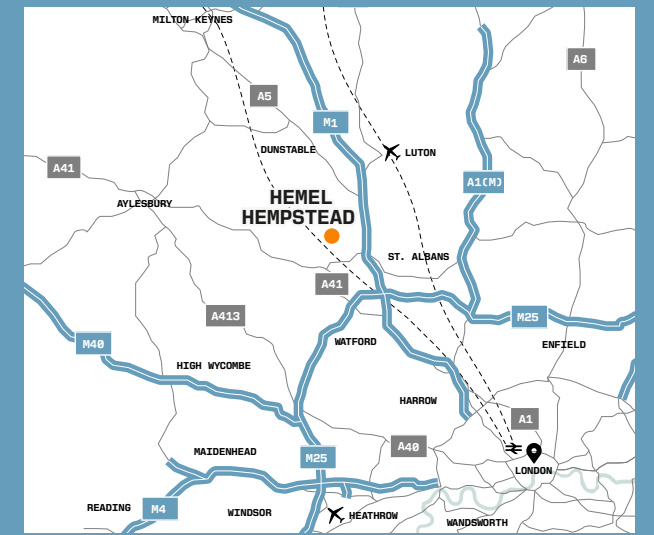 MILTON KEYNES
A6
A5
M1
DUNSTABLE
LUTON
A41
A1(M)
AYLESBURY
HEMEL
HEMPSTEAD
ST. ALBANS
A41
A413
M25
M40
WATFORD
ENFIELD
HIGH WYCOMBE
HARROW
A1
A40
MAIDENHEAD
M25
LONDON
READING
M4
WINDSOR
HEATHROW
WANDSWORTH